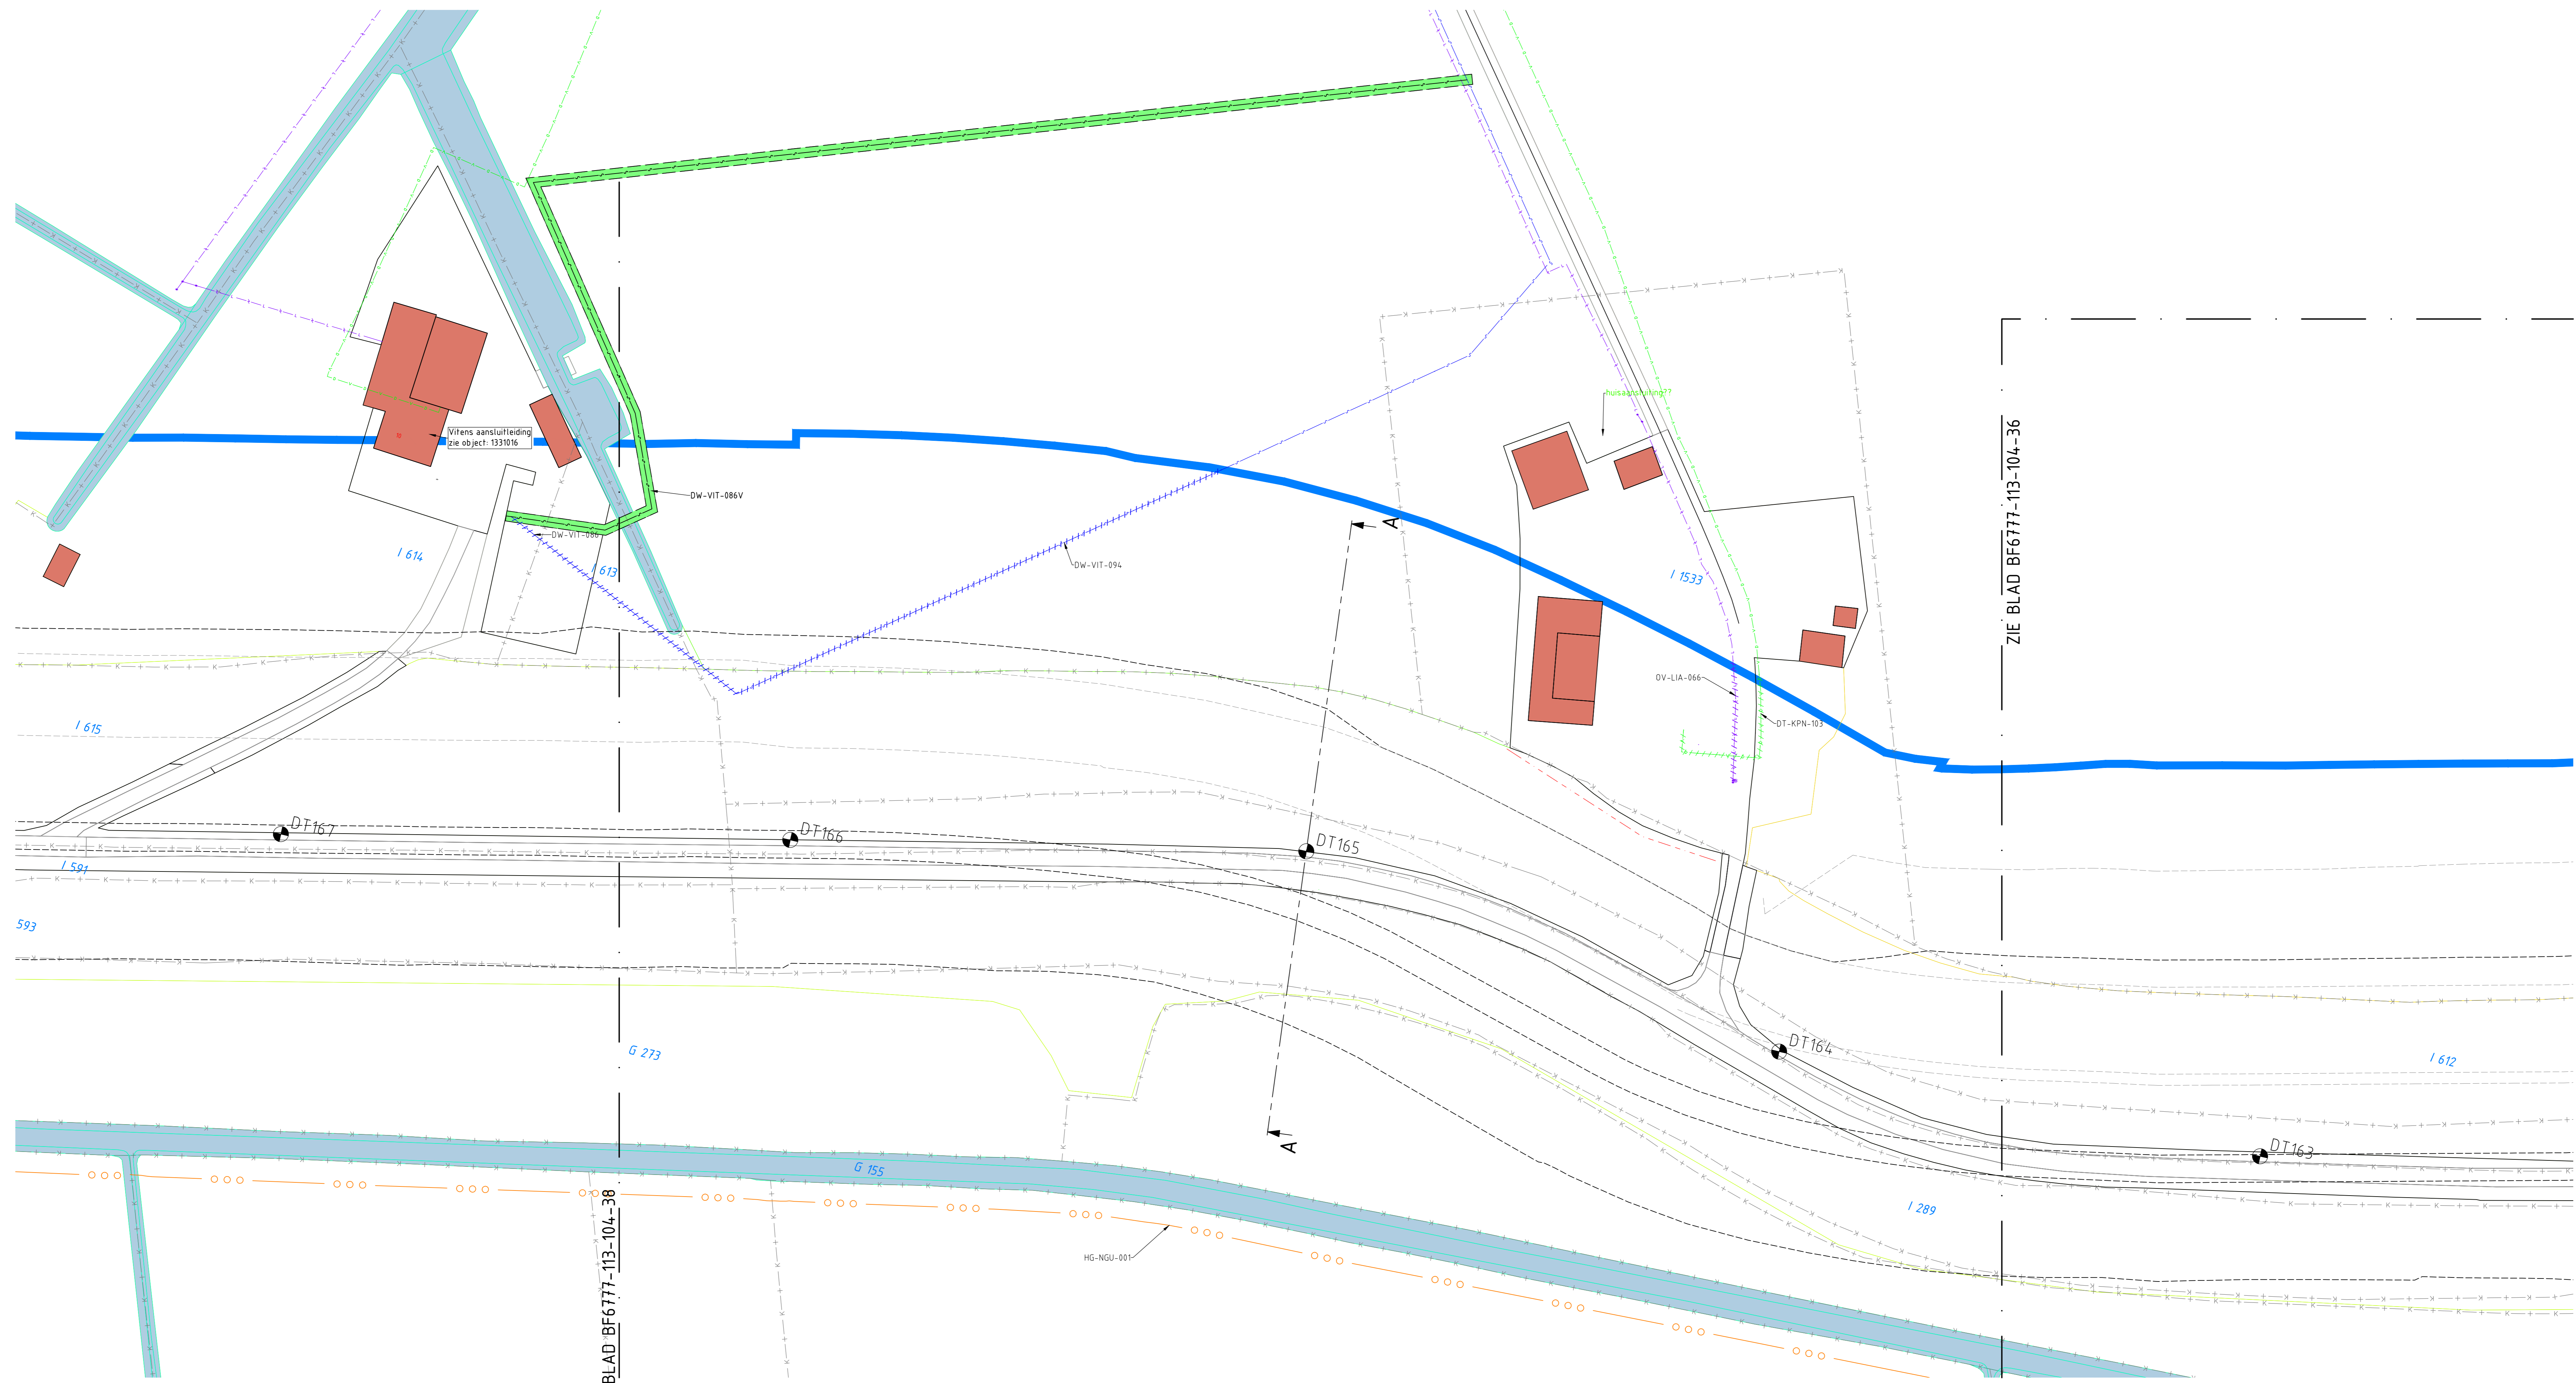 huisaansluiting??
Vitens aansluitleiding
zie object: 1331016
DW-VIT-086V
DW-VIT-086
DW-VIT-094
I 614
I 613
I 1533
OV-LIA-066
DT-KPN-103
ZIE BLAD BF6777-113-104-36
A
I 615
DT167
DT166
DT165
I 591
593
G 273
DT164
I 612
A
DT163
G 155
I 289
HG-NGU-001
BLAD BF6777-113-104-38